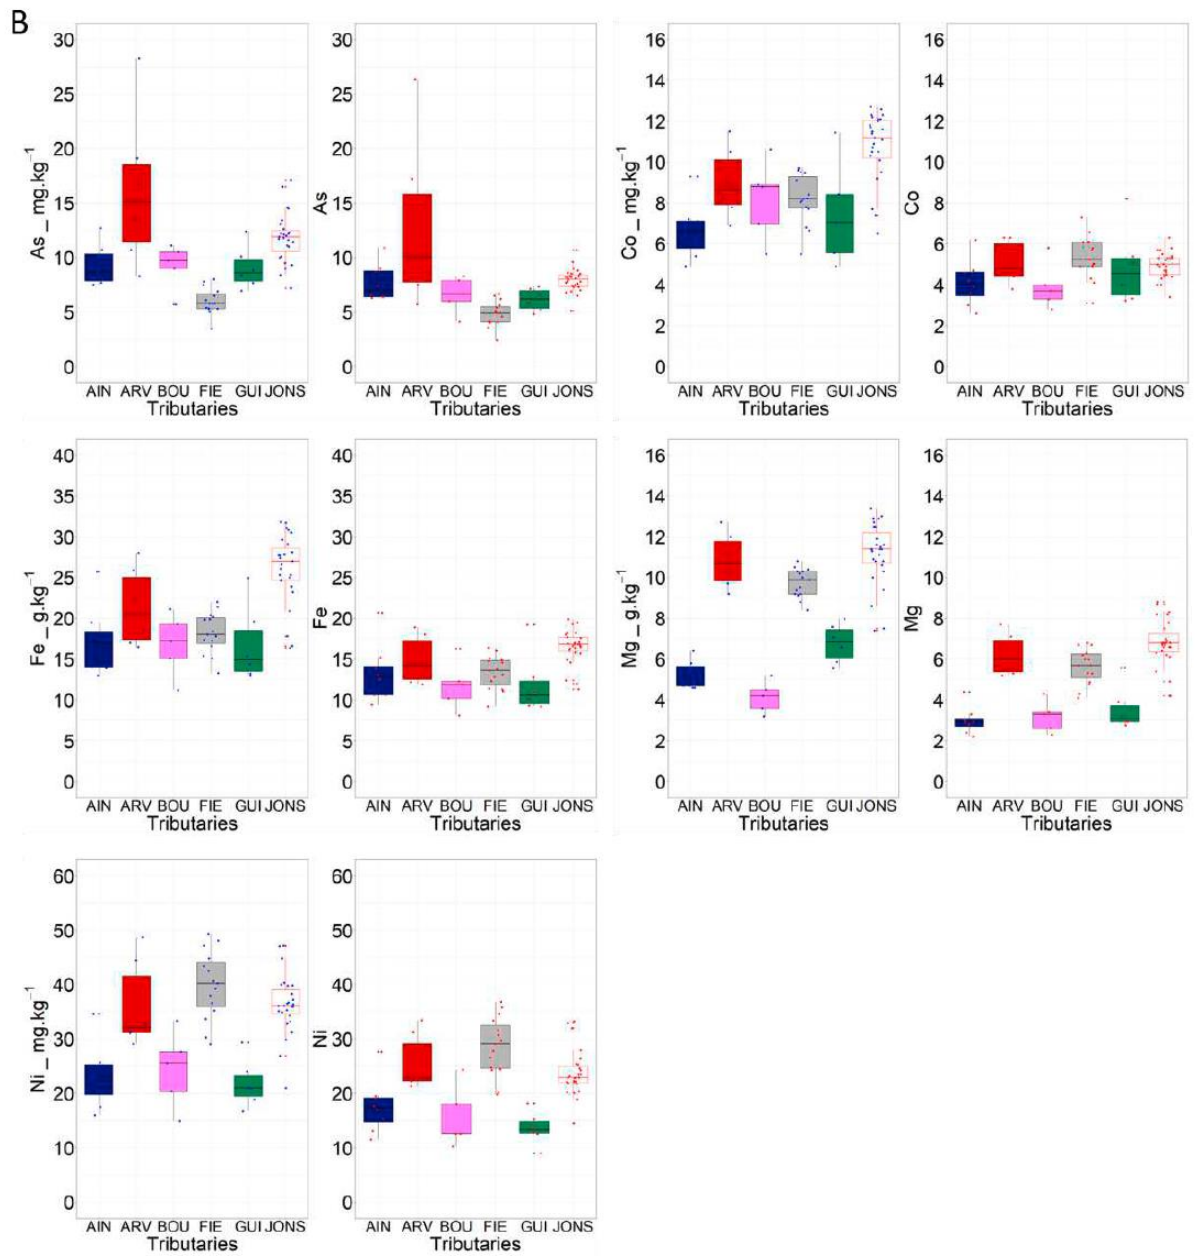 B
As _ mg.kg⁻¹
30
25
20
15
10
5
0
AIN ARV BOU FIE GUI JONS
Tributaries
As
30
25
20
15
10
5
0
AIN ARV BOU FIE GUI JONS
Tributaries
Co _ mg.kg⁻¹
16
14
12
10
8
6
4
2
0
AIN ARV BOU FIE GUI JONS
Tributaries
Co
16
14
12
10
8
6
4
2
0
AIN ARV BOU FIE GUI JONS
Tributaries
Fe _ g.kg⁻¹
40
35
30
25
20
15
10
5
0
AIN ARV BOU FIE GUI JONS
Tributaries
Fe
40
35
30
25
20
15
10
5
0
AIN ARV BOU FIE GUI JONS
Tributaries
Mg _ g.kg⁻¹
16
14
12
10
8
6
4
2
0
AIN ARV BOU FIE GUI JONS
Tributaries
Mg
16
14
12
10
8
6
4
2
0
AIN ARV BOU FIE GUI JONS
Tributaries
Ni _ mg.kg⁻¹
60
50
40
30
20
10
0
AIN ARV BOU FIE GUI JONS
Tributaries
Ni
60
50
40
30
20
10
0
AIN ARV BOU FIE GUI JONS
Tributaries